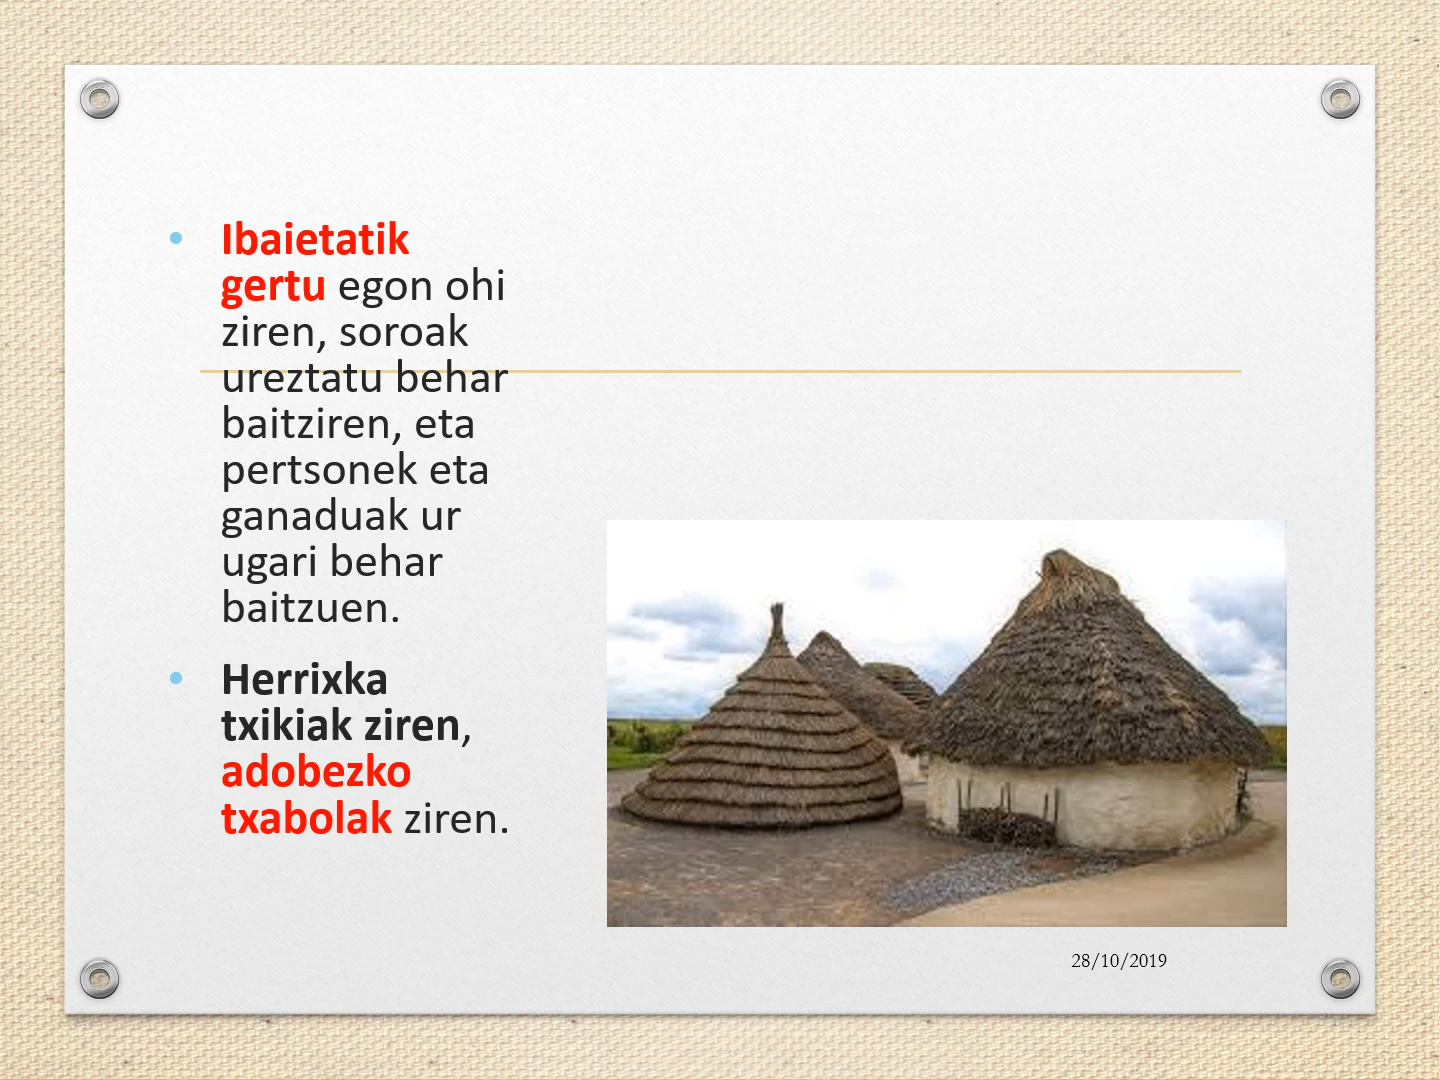 • Ibaietatik
gertu egon ohi
ziren, soroak
ureztatu behar
baitziren, eta
pertsonek eta
ganaduak ur
ugari behar
baitzuen.
• Herrixka
txikiak ziren,
adobezko
txabolak ziren.
28/10/2019